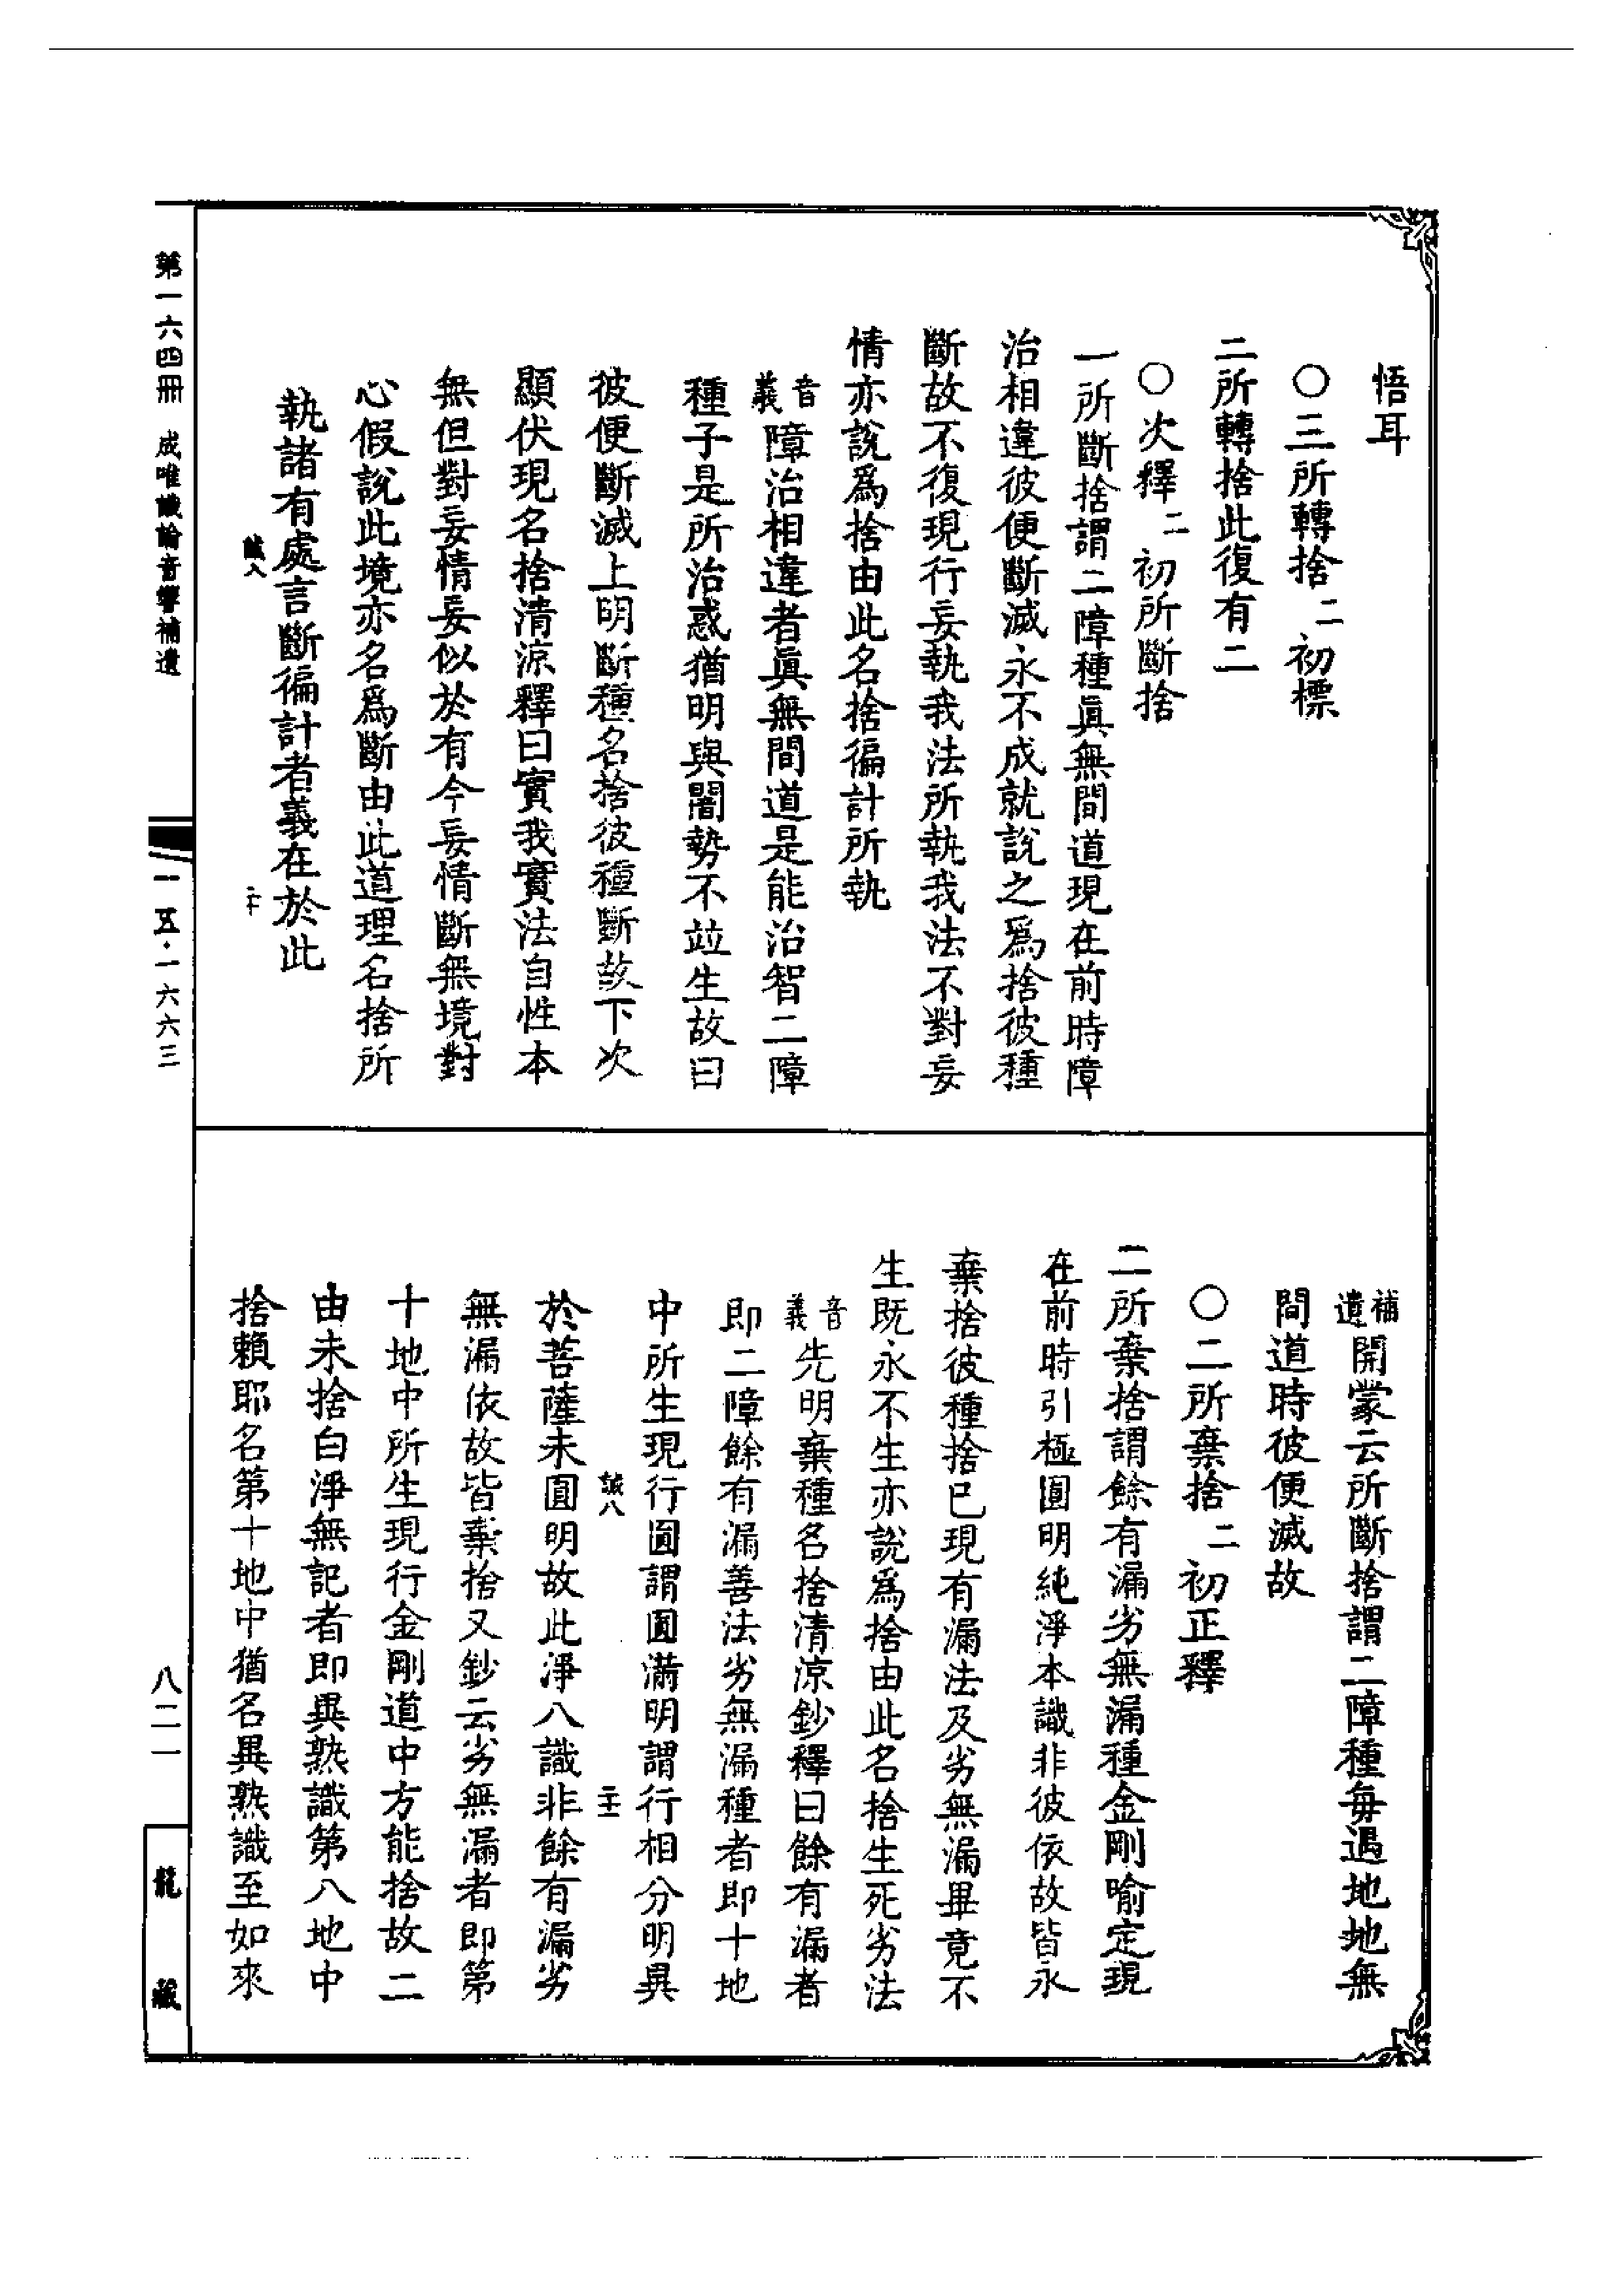 悟耳
○三所轉捨二初標
二所轉捨此復有二
○次釋二初所斷捨
一所斷捨謂二障種眞無間道現在前時障
治相違彼便斷滅永不成就說之爲捨彼種
斷故不復現行妄執我法所執我法不對妄
情亦說爲捨由此名捨徧計所執
音義障治相違者眞無間道是能治智二障
種子是所治惑猶明與闇勢不竝生故曰
彼便斷滅上明斷種名捨彼種斷故下次
顯伏現名捨清涼釋曰實我實法自性本
無但對妄情妄似於有今妄情斷無境對
心假說此境亦名爲斷由此道理名捨所
執諸有處言斷徧計者義在於此
誠八 二十
補遺開蒙云所斷捨謂二障種每過地地無
間道時彼便滅故
○二所棄捨二初正釋
二所棄捨謂餘有漏劣無漏種金剛喻定現
在前時引極圓明純淨本識非彼依故皆永
棄捨彼種捨已現有漏法及劣無漏畢竟不
生既永不生亦說爲捨由此名捨生死劣法
音義先明棄種名捨清涼鈔釋曰餘有漏者
即二障餘有漏善法劣無漏種者即十地
中所生現行圓謂圓滿明謂行相分明異
誠八 二十一
於菩薩未圓明故此淨八識非餘有漏劣
無漏依故皆棄捨又鈔云劣無漏者即第
十地中所生現行金剛道中方能捨故二
由未捨白淨無記者即異熟識第八地中
捨賴耶名第十地中猶名異熟識至如來
第一六四冊 成唯識論音響補遺
一五·一六六三
八二一
龍藏